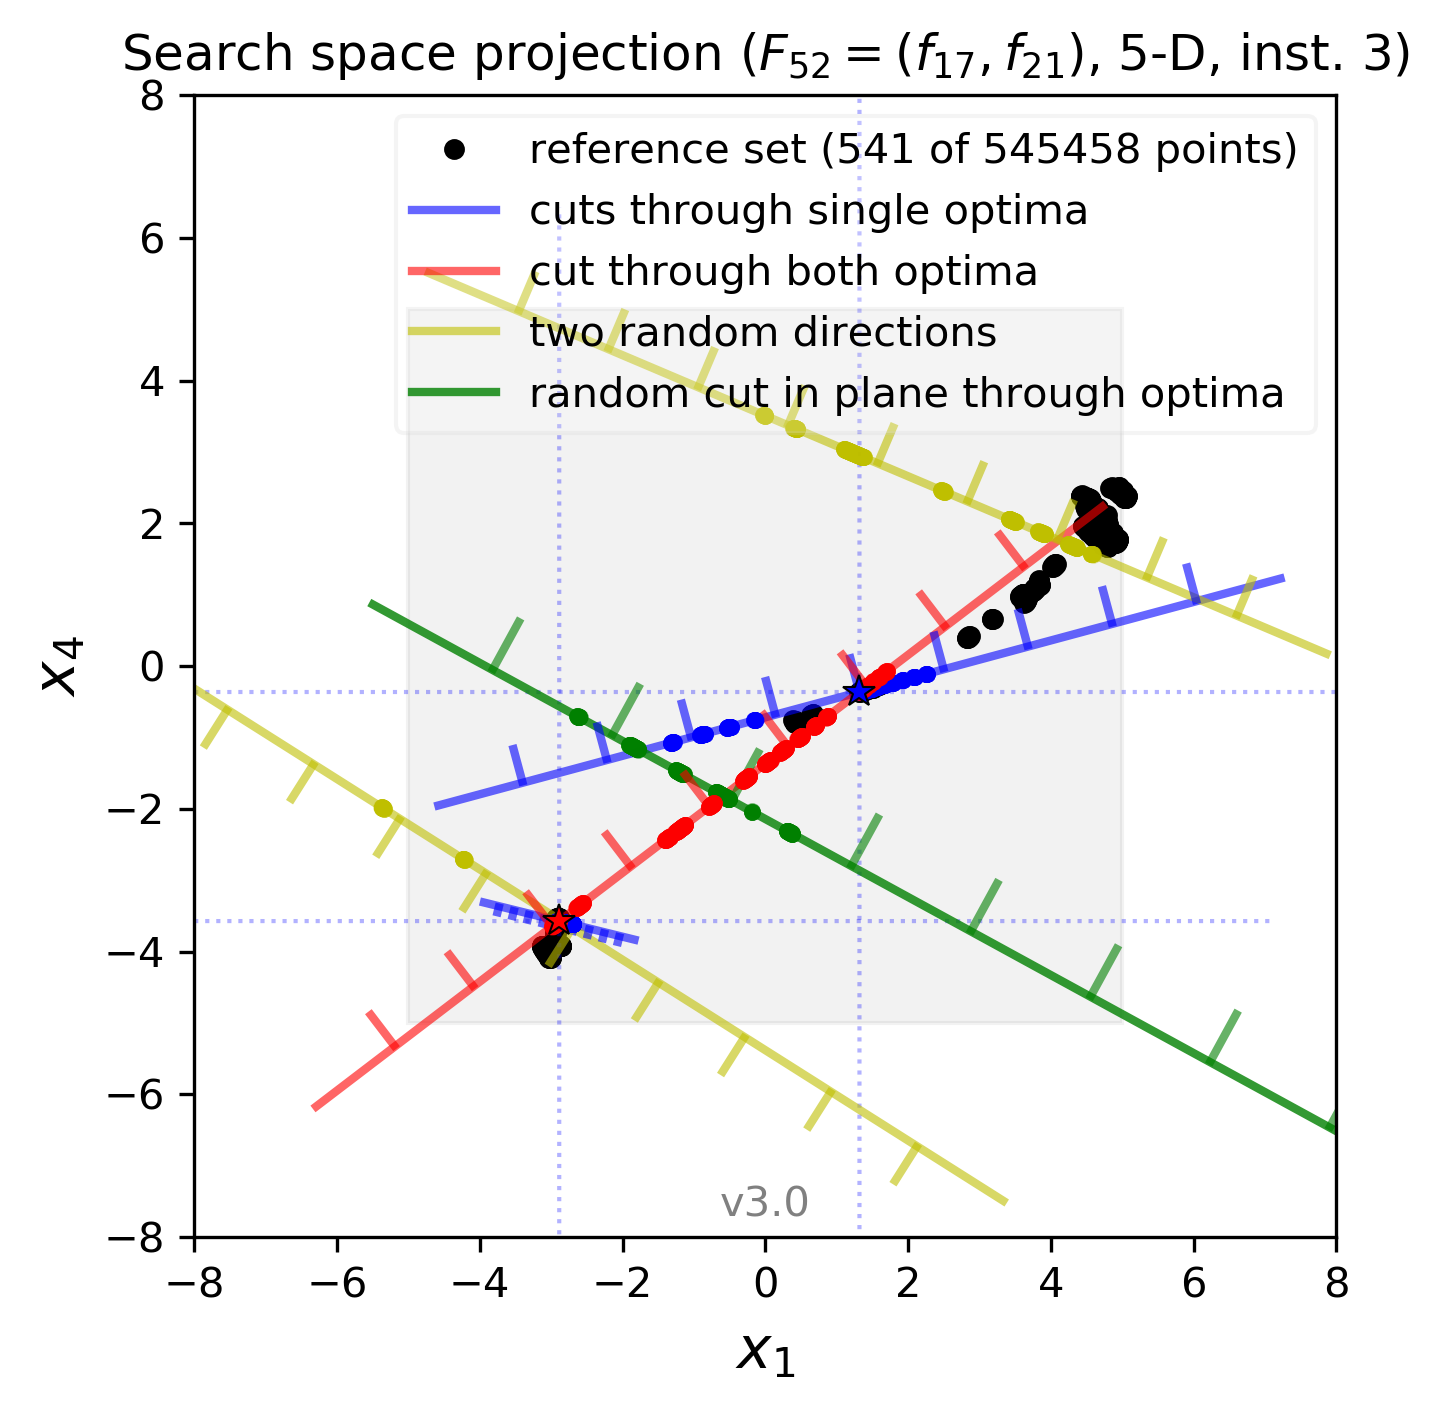 Search space projection (F₅₂ = (f₁₇, f₂₁), 5-D, inst. 3)
reference set (541 of 545458 points)
cuts through single optima
cut through both optima
two random directions
random cut in plane through optima
8
6
4
2
0
−2
−4
−6
−8
x₄
v3.0
−8 −6 −4 −2 0 2 4 6 8
x₁